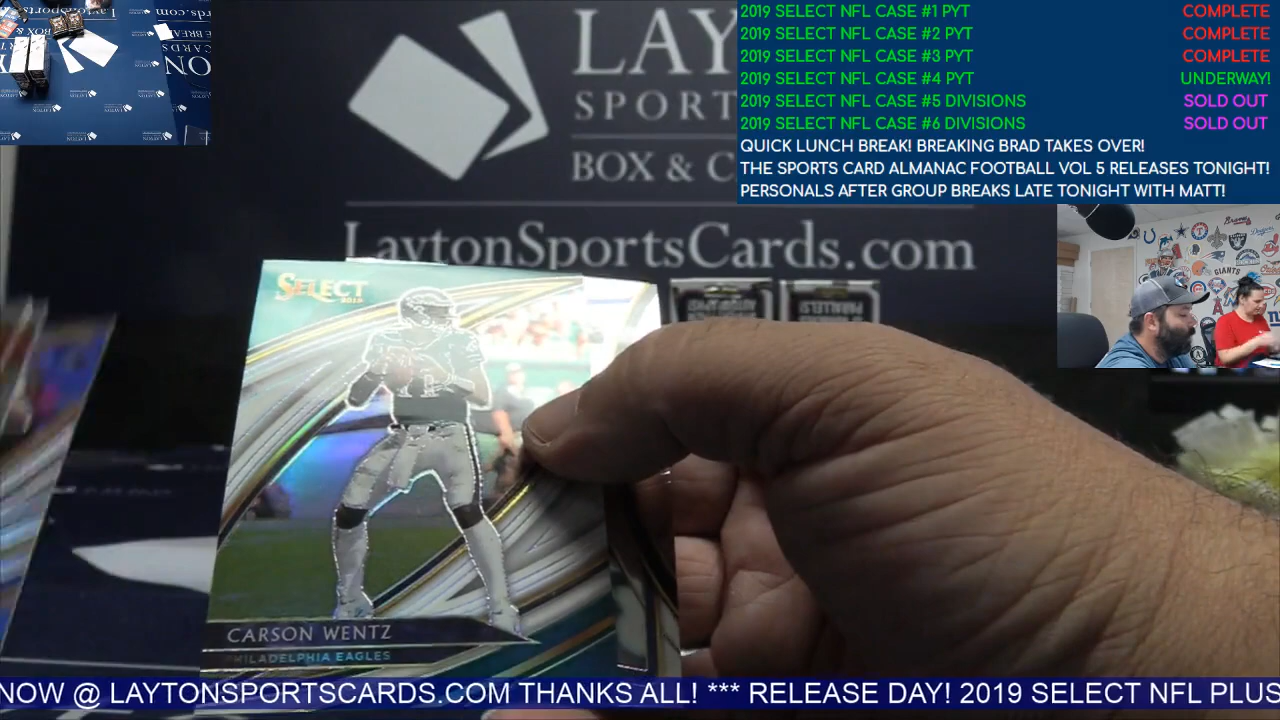 2019 SELECT NFL CASE #1 PYT COMPLETE
2019 SELECT NFL CASE #2 PYT COMPLETE
2019 SELECT NFL CASE #3 PYT COMPLETE
2019 SELECT NFL CASE #4 PYT UNDERWAY!
2019 SELECT NFL CASE #5 DIVISIONS SOLD OUT
2019 SELECT NFL CASE #6 DIVISIONS SOLD OUT
QUICK LUNCH BREAK! BREAKING BRAD TAKES OVER!
THE SPORTS CARD ALMANAC FOOTBALL VOL 5 RELEASES TONIGHT!
PERSONALS AFTER GROUP BREAKS LATE TONIGHT WITH MATT!
LAY
SPORT
BOX & C
LaytonSportsCards.com
SELECT
2019
CARSON WENTZ
PHILADELPHIA EAGLES
Braves
GIANTS
NOW @ LAYTONSPORTSCARDS.COM THANKS ALL! *** RELEASE DAY! 2019 SELECT NFL PLUS